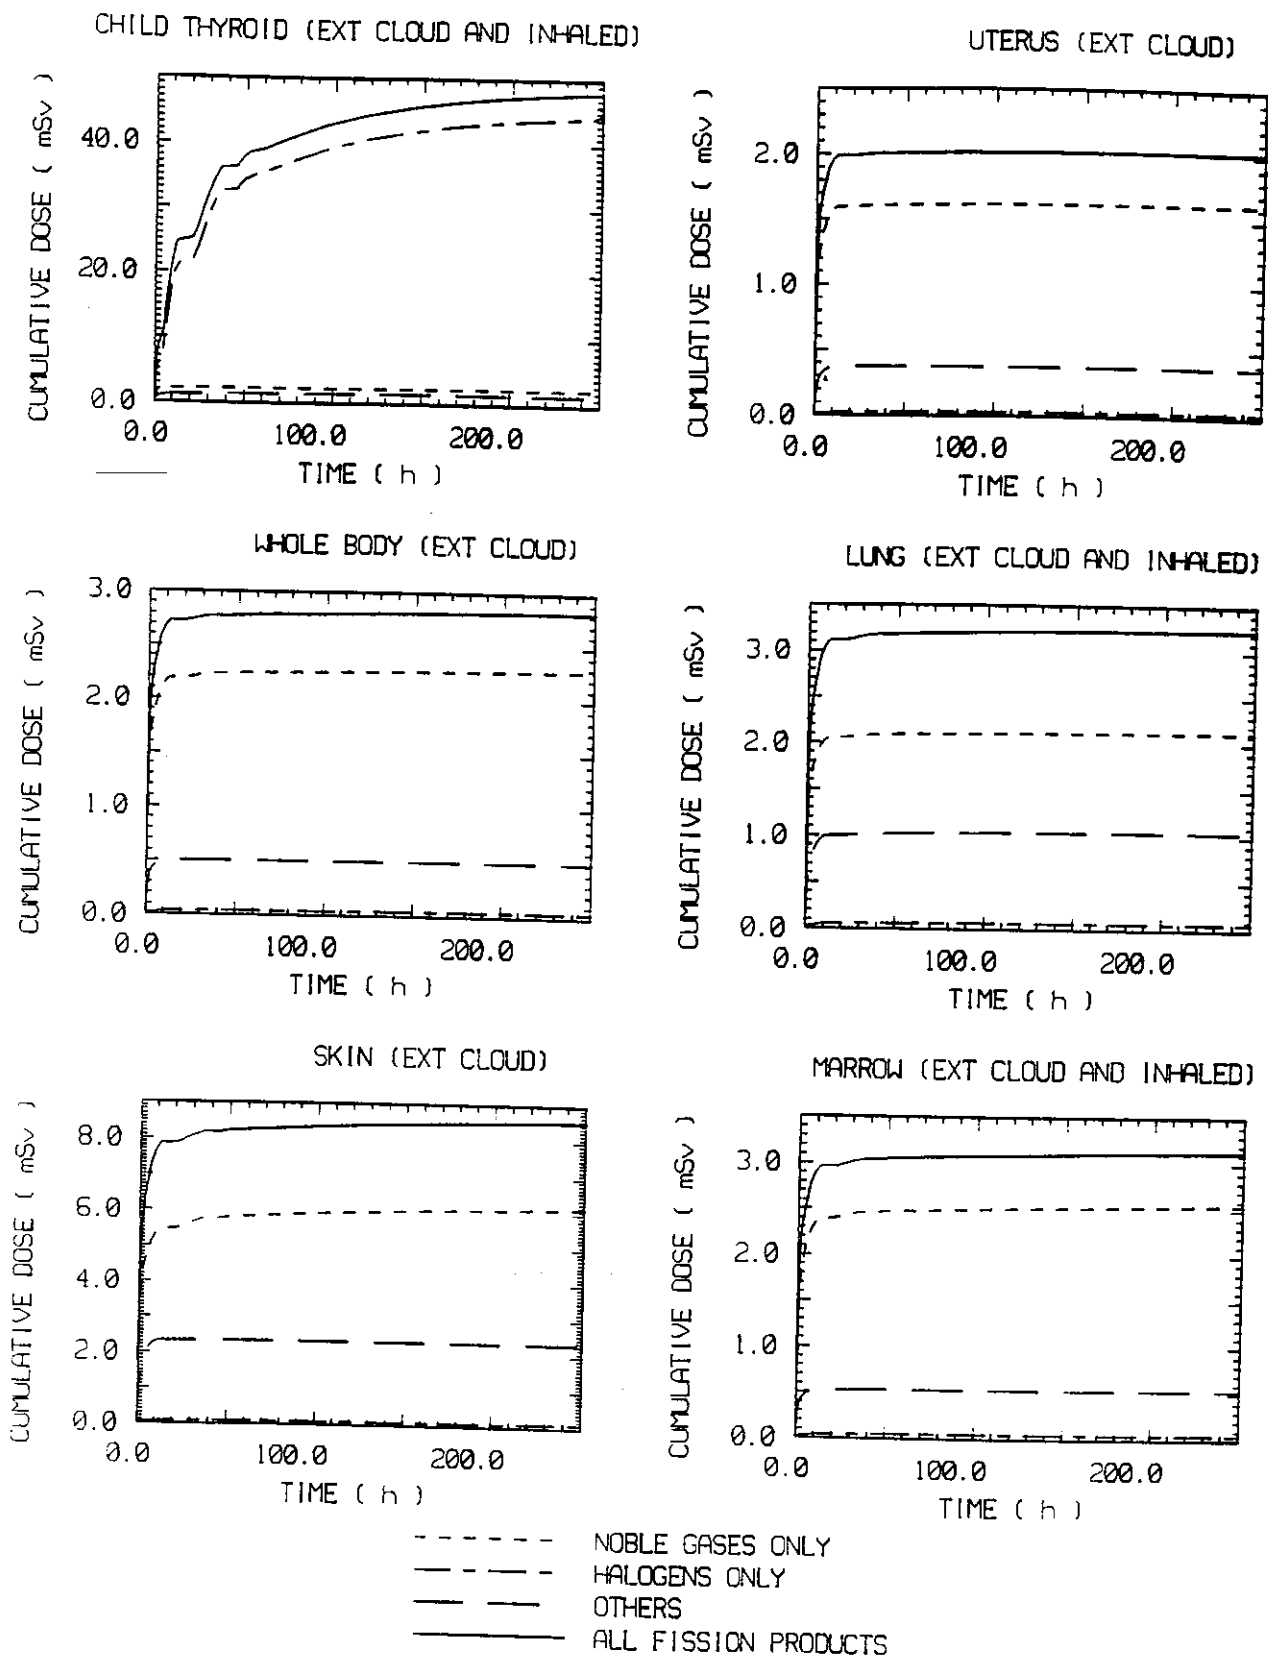 CHILD THYROID (EXT CLOUD AND INHALED)
CUMULATIVE DOSE ( mSv )
40.0
20.0
0.0
0.0 100.0 200.0
TIME ( h )
UTERUS (EXT CLOUD)
CUMULATIVE DOSE ( mSv )
2.0
1.0
0.0
0.0 100.0 200.0
TIME ( h )
WHOLE BODY (EXT CLOUD)
CUMULATIVE DOSE ( mSv )
3.0
2.0
1.0
0.0
0.0 100.0 200.0
TIME ( h )
LUNG (EXT CLOUD AND INHALED)
CUMULATIVE DOSE ( mSv )
3.0
2.0
1.0
0.0
0.0 100.0 200.0
TIME ( h )
SKIN (EXT CLOUD)
CUMULATIVE DOSE ( mSv )
8.0
6.0
4.0
2.0
0.0
0.0 100.0 200.0
TIME ( h )
MARROW (EXT CLOUD AND INHALED)
CUMULATIVE DOSE ( mSv )
3.0
2.0
1.0
0.0
0.0 100.0 200.0
TIME ( h )
NOBLE GASES ONLY
HALOGENS ONLY
OTHERS
ALL FISSION PRODUCTS